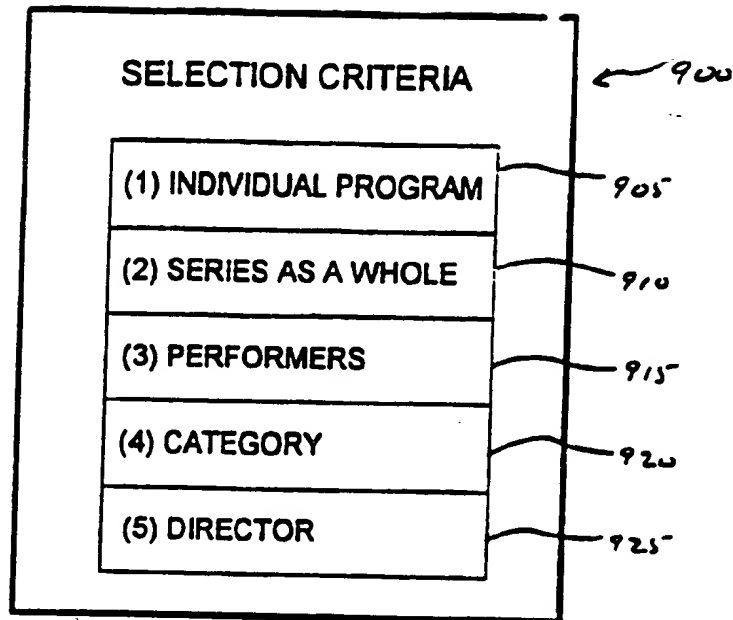 SELECTION CRITERIA
900
(1) INDIVIDUAL PROGRAM
905
(2) SERIES AS A WHOLE
910
(3) PERFORMERS
915
(4) CATEGORY
920
(5) DIRECTOR
925